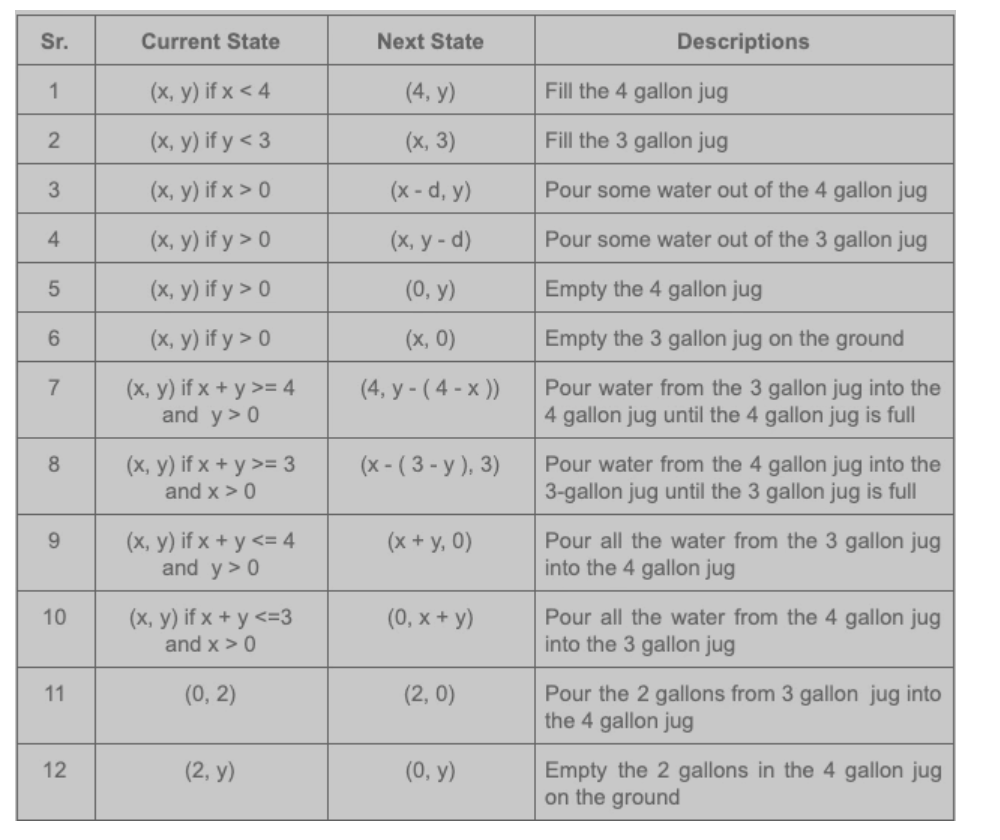 Sr. Current State Next State Descriptions
1 (x, y) if x < 4 (4, y) Fill the 4 gallon jug
2 (x, y) if y < 3 (x, 3) Fill the 3 gallon jug
3 (x, y) if x > 0 (x - d, y) Pour some water out of the 4 gallon jug
4 (x, y) if y > 0 (x, y - d) Pour some water out of the 3 gallon jug
5 (x, y) if y > 0 (0, y) Empty the 4 gallon jug
6 (x, y) if y > 0 (x, 0) Empty the 3 gallon jug on the ground
7 (x, y) if x + y >= 4 (4, y - ( 4 - x )) Pour water from the 3 gallon jug into the
and y > 0 4 gallon jug until the 4 gallon jug is full
8 (x, y) if x + y >= 3 (x - ( 3 - y ), 3) Pour water from the 4 gallon jug into the
and x > 0 3-gallon jug until the 3 gallon jug is full
9 (x, y) if x + y <= 4 (x + y, 0) Pour all the water from the 3 gallon jug
and y > 0 into the 4 gallon jug
10 (x, y) if x + y <=3 (0, x + y) Pour all the water from the 4 gallon jug
and x > 0 into the 3 gallon jug
11 (0, 2) (2, 0) Pour the 2 gallons from 3 gallon jug into
the 4 gallon jug
12 (2, y) (0, y) Empty the 2 gallons in the 4 gallon jug
on the ground